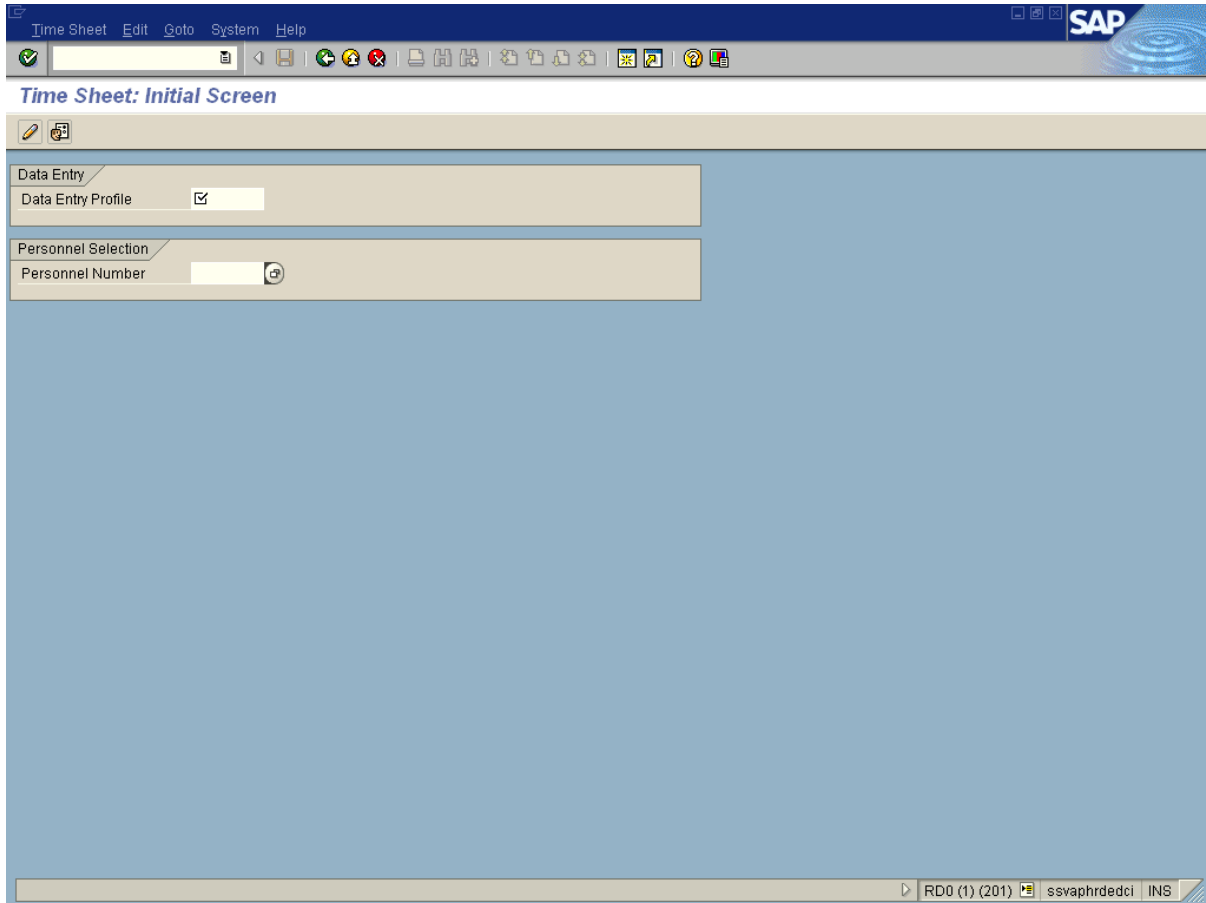 Time Sheet Edit Goto System Help
SAP
Time Sheet: Initial Screen
Data Entry
Data Entry Profile
Personnel Selection
Personnel Number
RD0 (1) (201) ssvaphrdedci INS